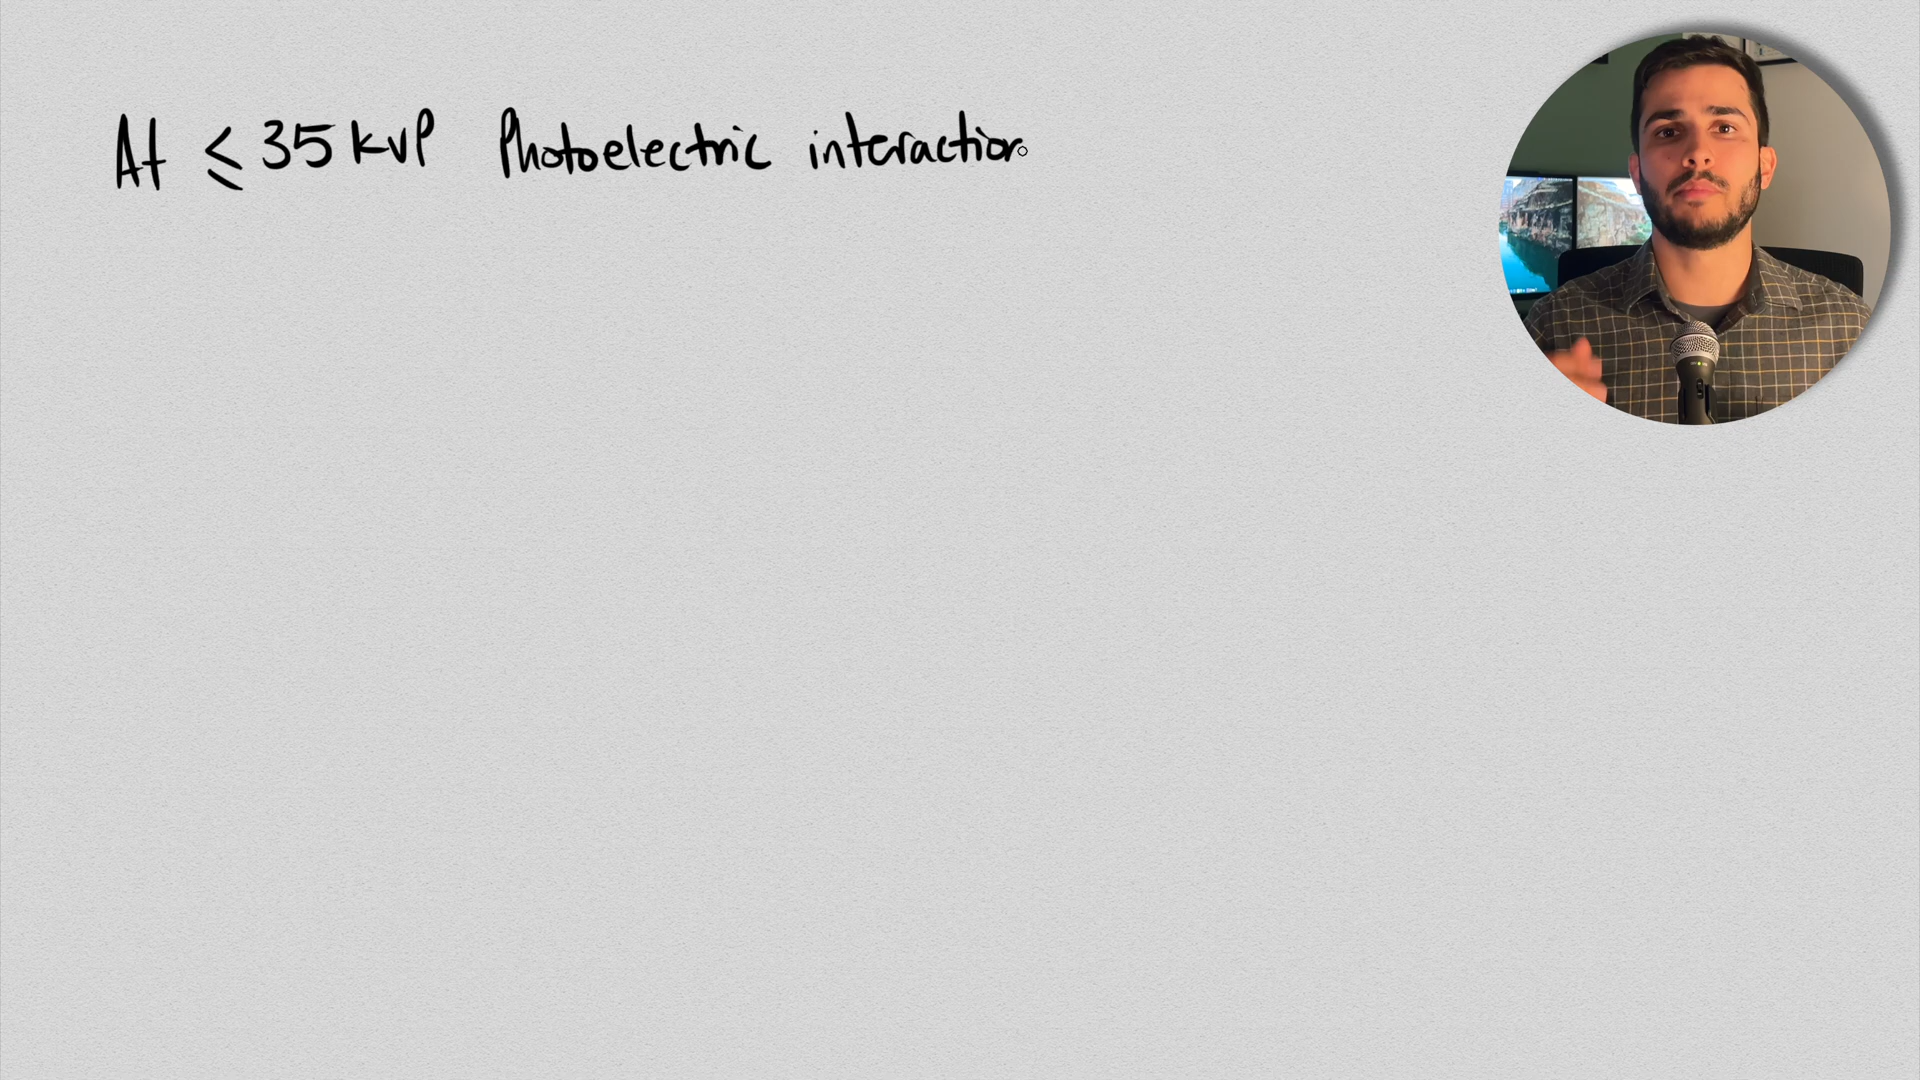 At ≤ 35 kvp Photoelectric interaction